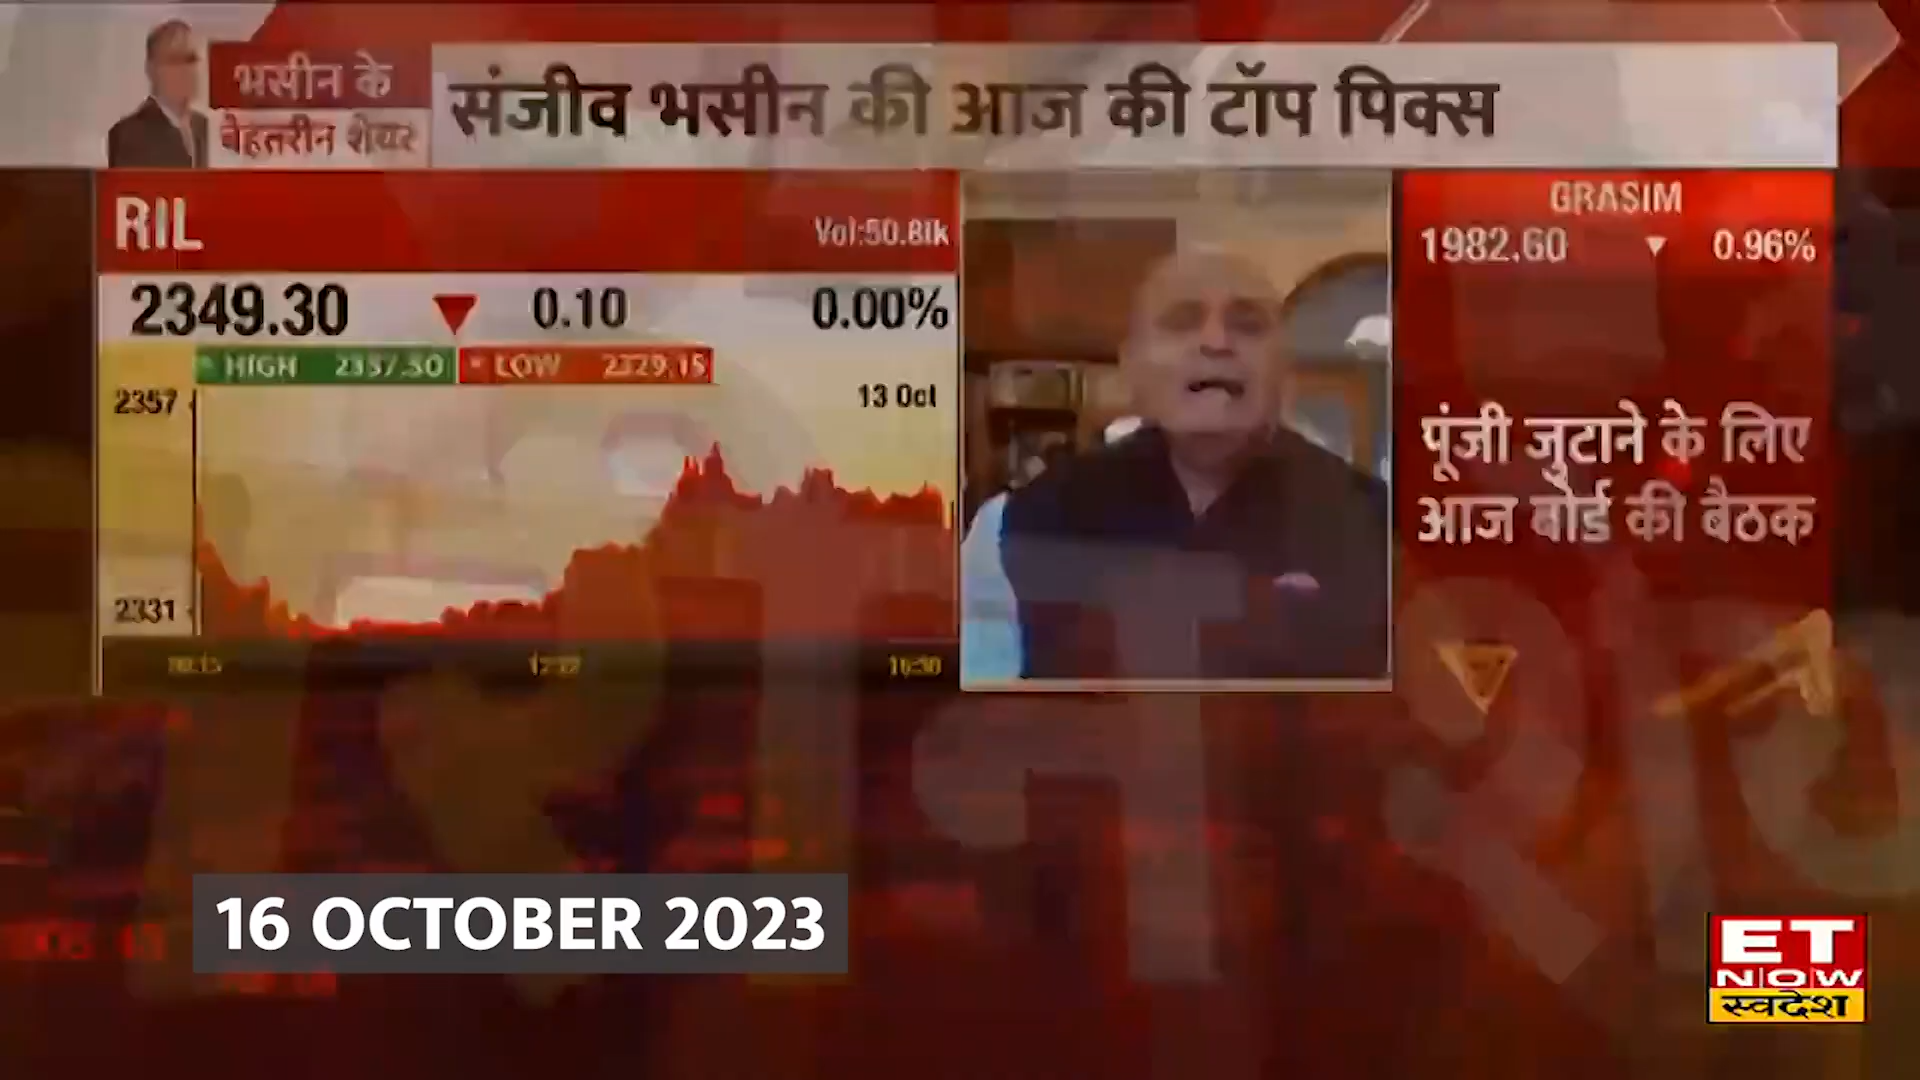 भसीन के
बेहतरीन शेयर
संजीव भसीन की आज की टॉप पिक्स
RIL
Vol:50.8lk
2349.30 ▼ 0.10 0.00%
HIGH 2357.50 LOW 2329.15
13 Oct
2357
2331
GRASIM
1982.60 ▼ 0.96%
पूंजी जुटाने के लिए
आज बोर्ड की बैठक
16 OCTOBER 2023
ET
NOW
स्वदेश